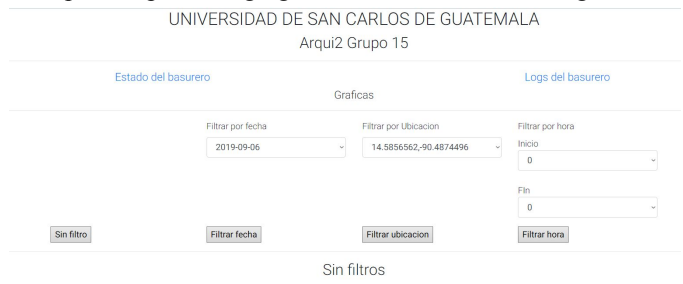 UNIVERSIDAD DE SAN CARLOS DE GUATEMALA
Arqui2 Grupo 15
Estado del basurero
Logs del basurero
Graficas
Filtrar por fecha
Filtrar por Ubicacion
Filtrar por hora
Inicio
2019-09-06
14.5856562,-90.4874496
0
FIn
0
Sin filtro
Filtrar fecha
Filtrar ubicacion
Filtrar hora
Sin filtros